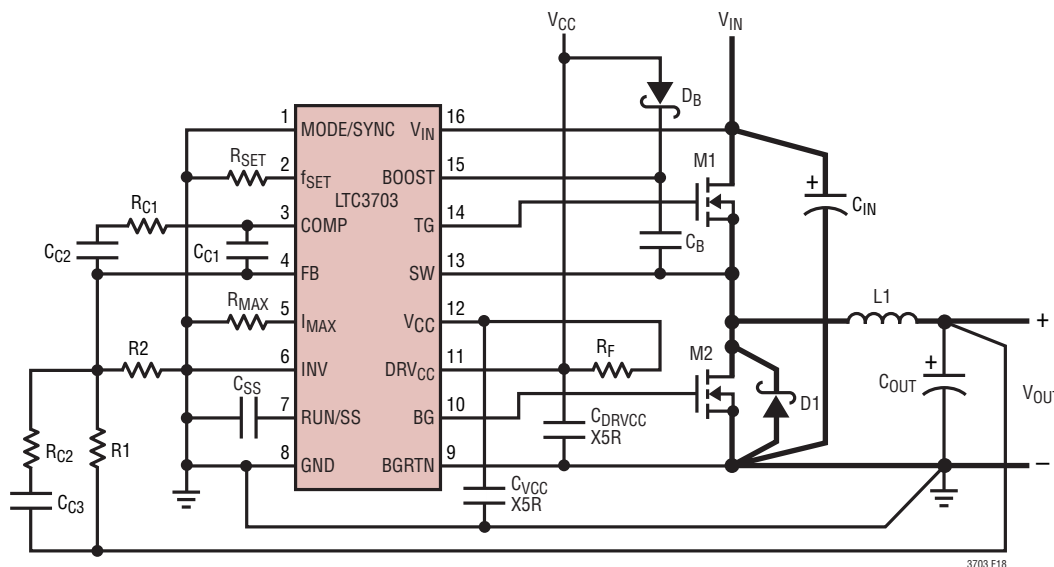 VCC
VIN
DB
1 MODE/SYNC VIN 16
RSET
2 fSET BOOST 15
LTC3703
M1
RC1
3 COMP TG 14
+
CIN
CC2
CC1
CB
4 FB SW 13
L1
RMAX
5 IMAX VCC 12
+
R2
6 INV DRVCC 11
RF
M2
+
COUT
VOUT
CSS
7 RUN/SS BG 10
D1
RC2
R1
CDRVCC
X5R
8 GND BGRTN 9
–
CC3
CVCC
X5R
3703 F18